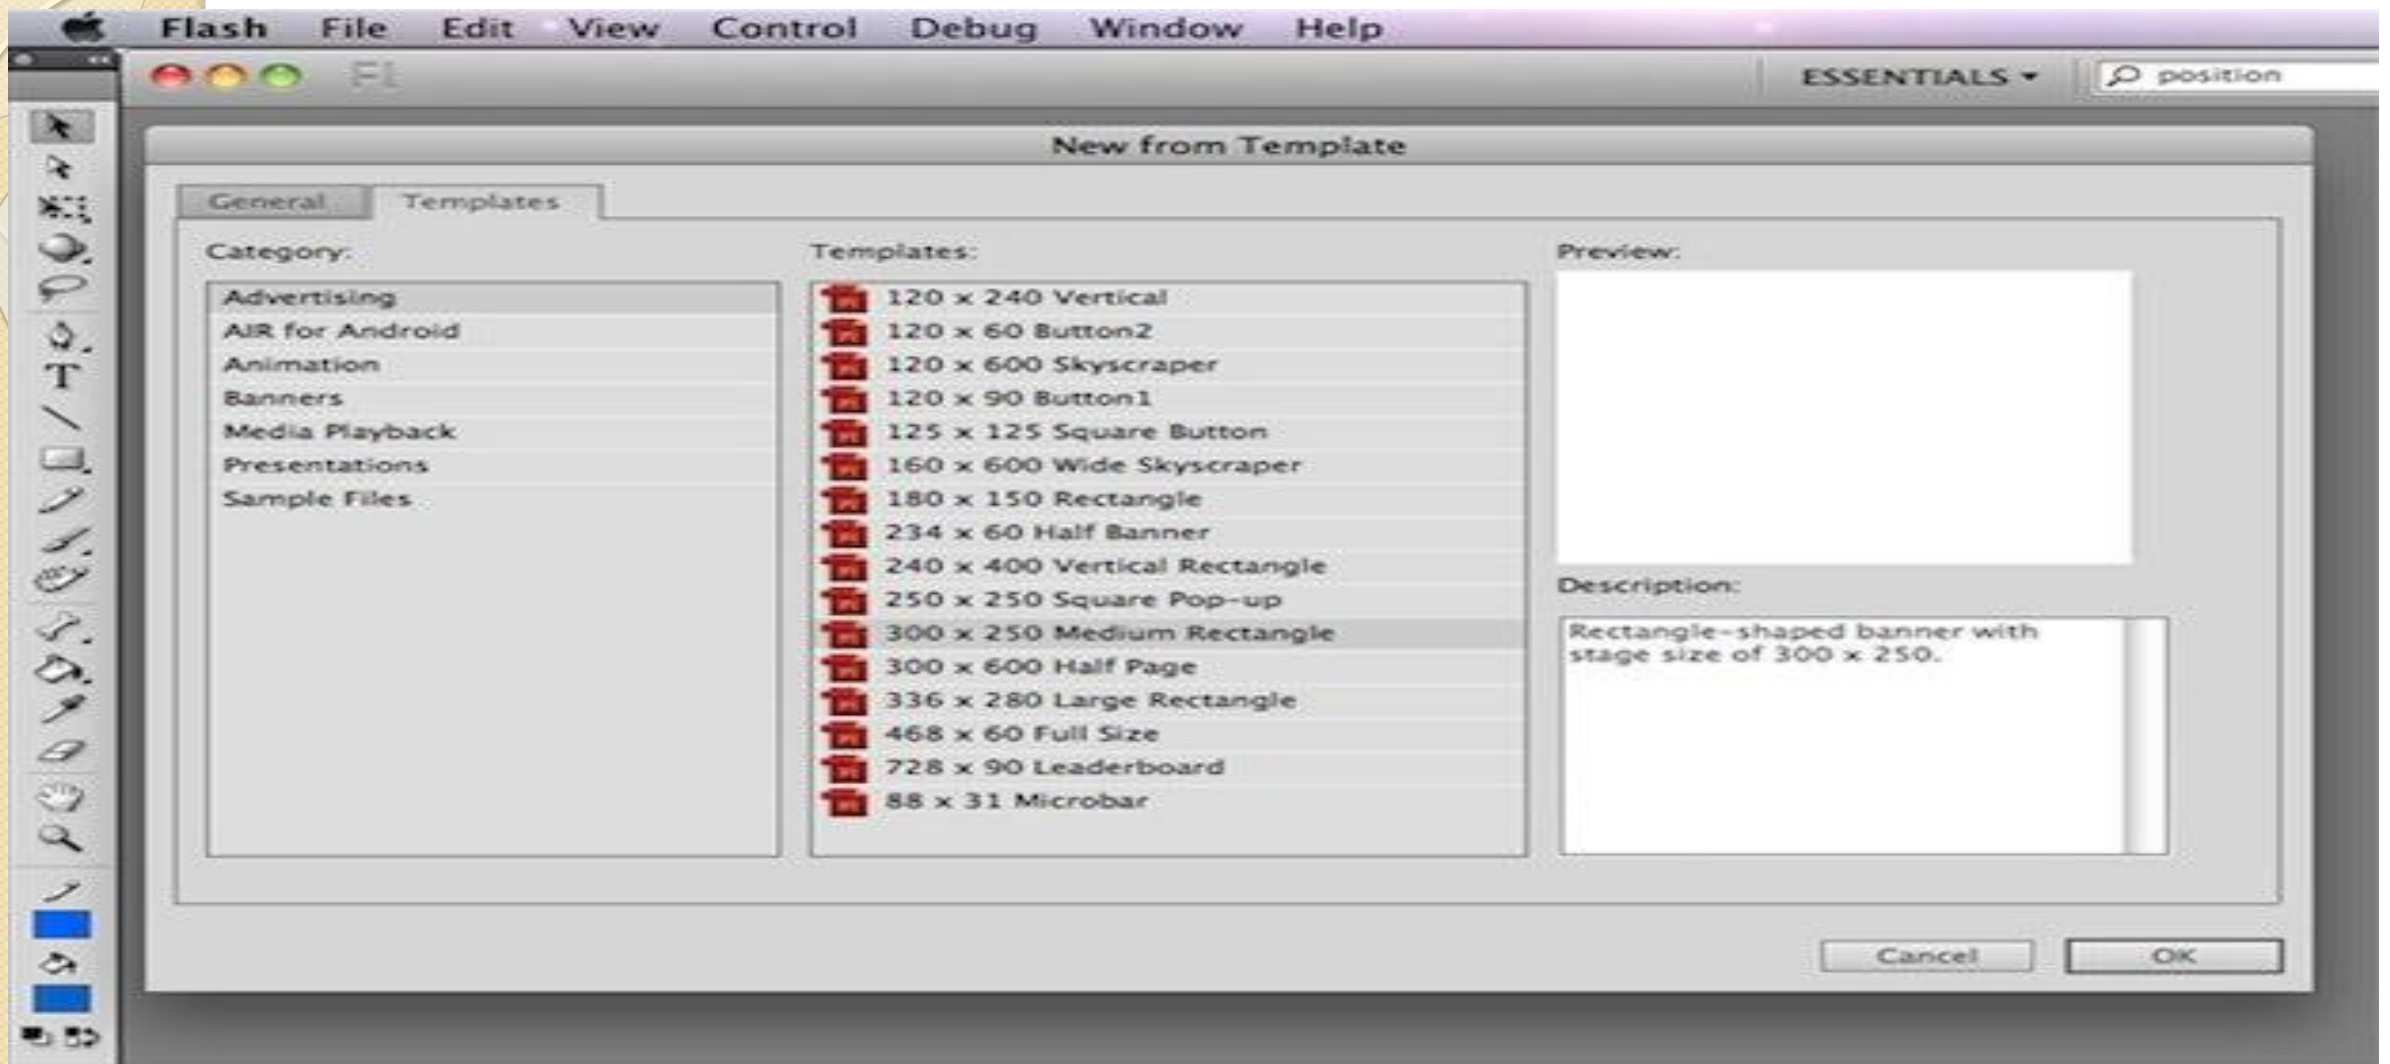 Flash File Edit View Control Debug Window Help
Fl ESSENTIALS position
New from Template
General Templates
Category: Templates: Preview:
Advertising
AIR for Android
Animation
Banners
Media Playback
Presentations
Sample Files
120 x 240 Vertical
120 x 60 Button2
120 x 600 Skyscraper
120 x 90 Button1
125 x 125 Square Button
160 x 600 Wide Skyscraper
180 x 150 Rectangle
234 x 60 Half Banner
240 x 400 Vertical Rectangle
250 x 250 Square Pop-up
300 x 250 Medium Rectangle
300 x 600 Half Page
336 x 280 Large Rectangle
468 x 60 Full Size
728 x 90 Leaderboard
88 x 31 Microbar
Description:
Rectangle-shaped banner with
stage size of 300 x 250.
Cancel OK